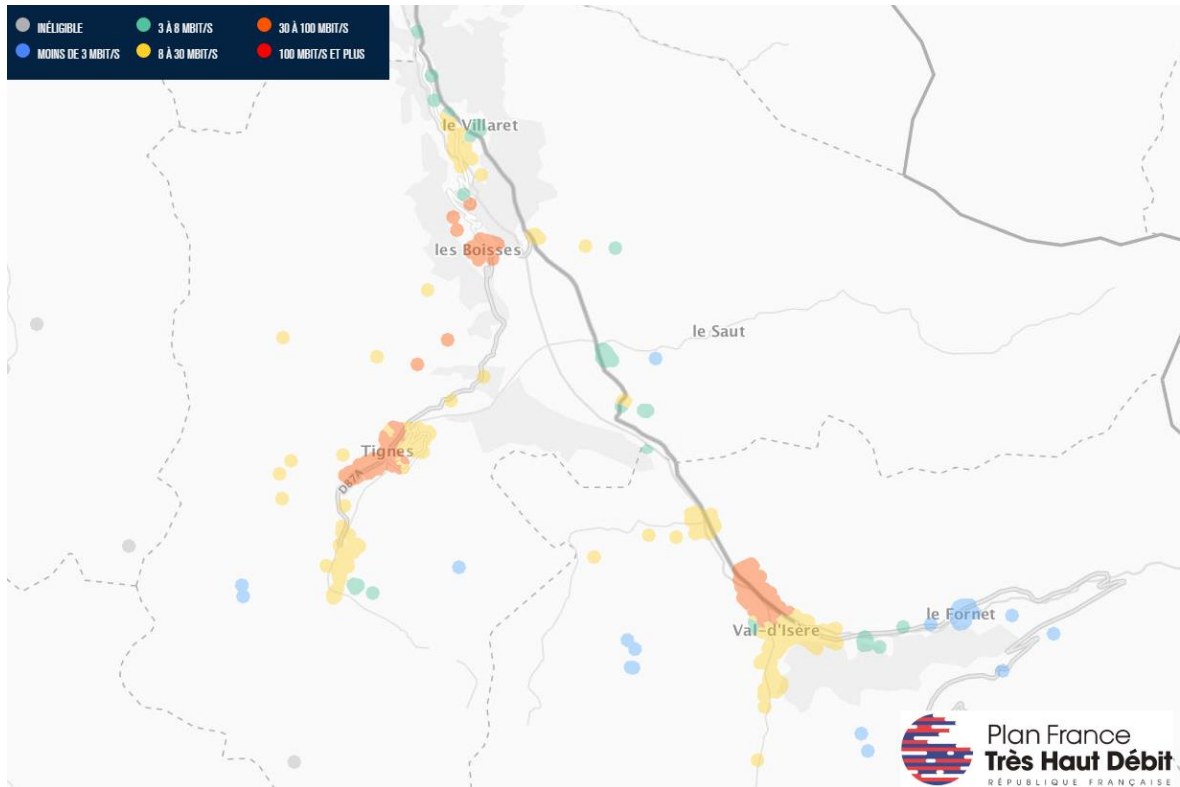 INÉLIGIBLE
3 À 8 MBIT/S
30 À 100 MBIT/S
MOINS DE 3 MBIT/S
8 À 30 MBIT/S
100 MBIT/S ET PLUS
le Villaret
les Boisses
le Saut
Tignes
D87A
le Fornet
Val-d'Isère
Plan France
Très Haut Débit
RÉPUBLIQUE FRANÇAISE